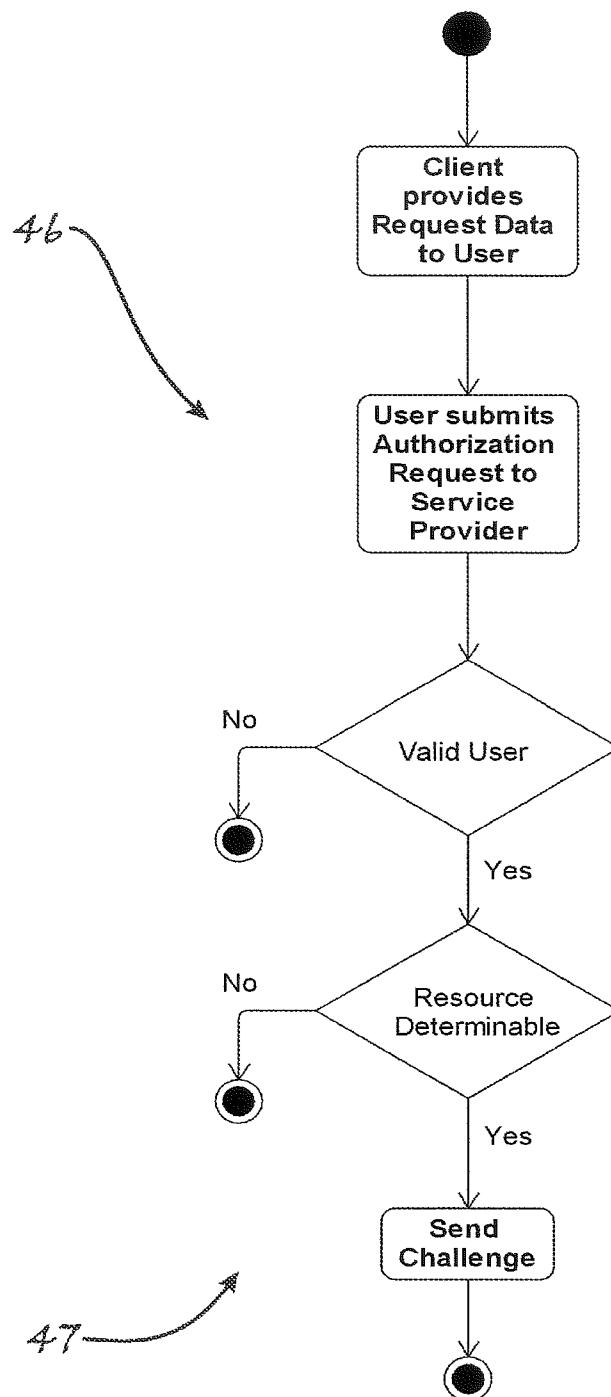 Client
provides
Request Data
to User
46
User submits
Authorization
Request to
Service
Provider
No
Valid User
Yes
No
Resource
Determinable
Yes
Send
Challenge
47